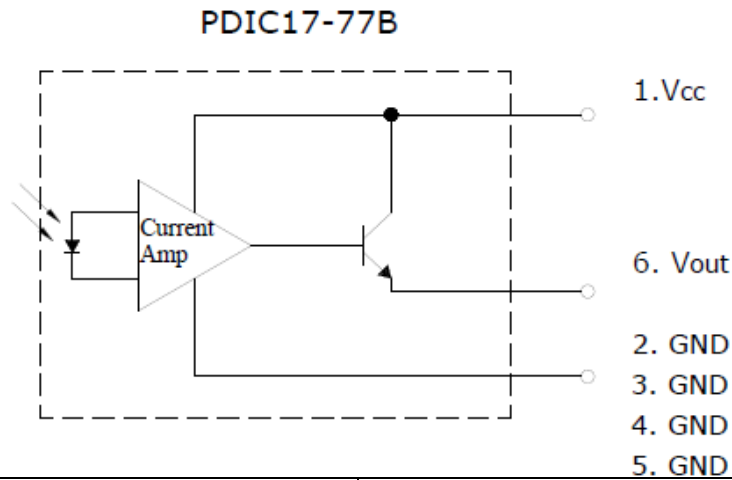 PDIC17-77B
1.Vcc
Current
Amp
6. Vout
2. GND
3. GND
4. GND
5. GND